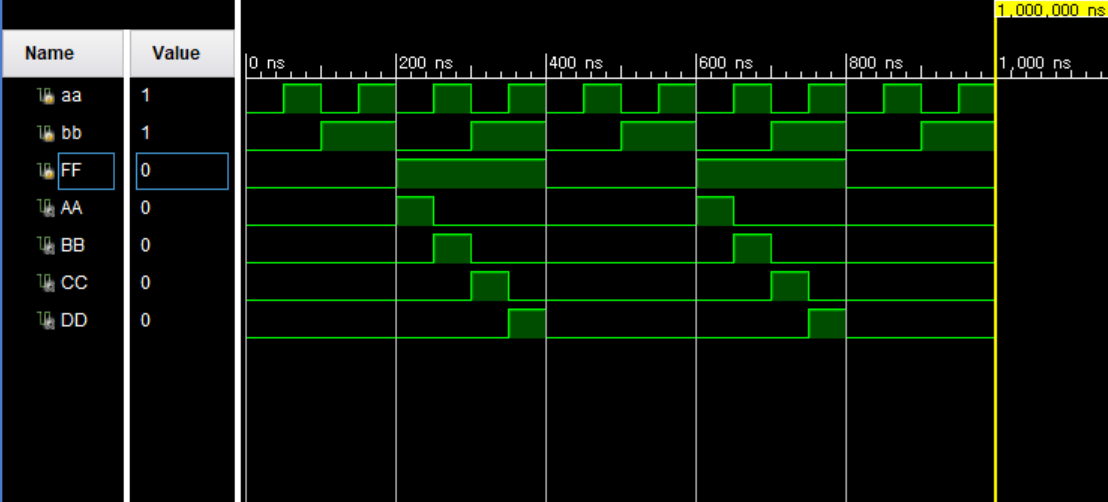 1,000,000 ns
Name Value
0 ns 200 ns 400 ns 600 ns 800 ns 1,000 ns
aa 1
bb 1
FF 0
AA 0
BB 0
CC 0
DD 0